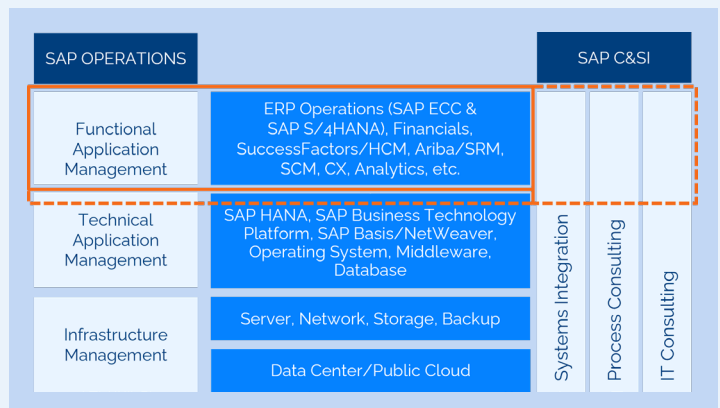 SAP OPERATIONS
SAP C&SI
Functional
Application
Management
ERP Operations (SAP ECC &
SAP S/4HANA), Financials,
SuccessFactors/HCM, Ariba/SRM,
SCM, CX, Analytics, etc.
Technical
Application
Management
SAP HANA, SAP Business Technology
Platform, SAP Basis/NetWeaver,
Operating System, Middleware,
Database
Infrastructure
Management
Server, Network, Storage, Backup
Data Center/Public Cloud
Systems Integration
Process Consulting
IT Consulting